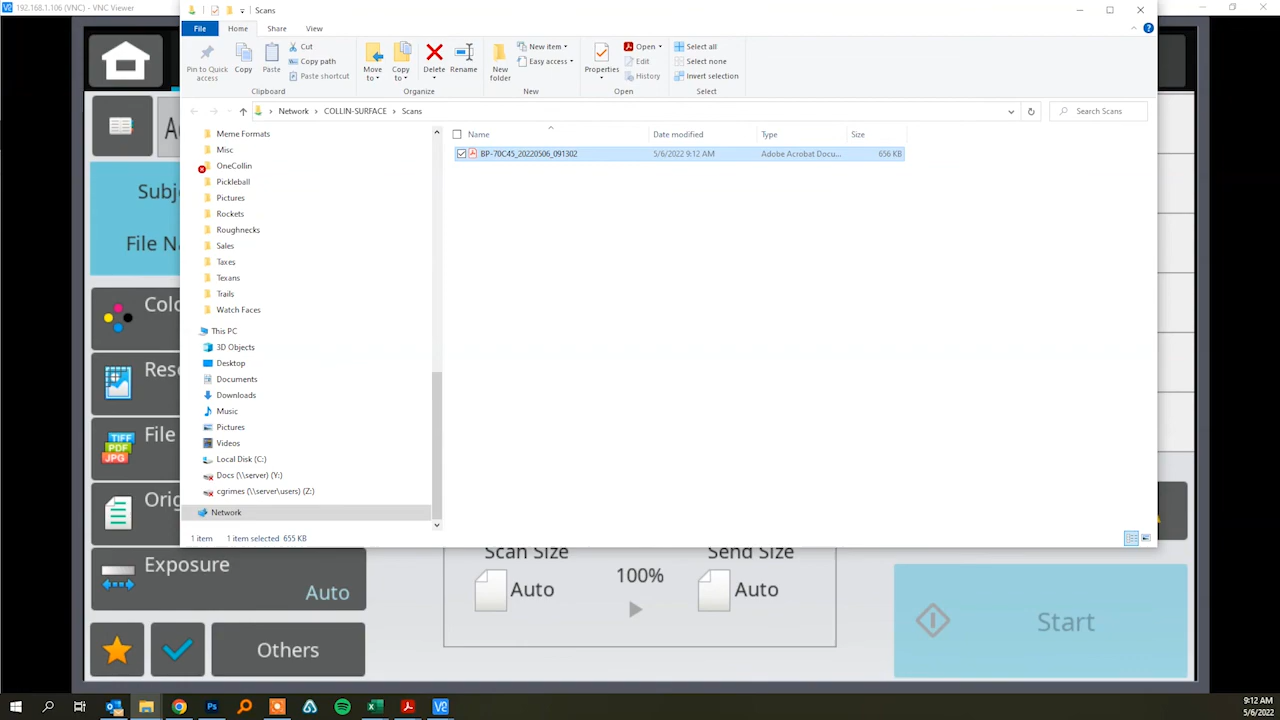 192.168.1.106 (VNC) - VNC Viewer
Scans
File Home Share View
Pin to Quick access
Copy
Paste
Cut
Copy path
Paste shortcut
Clipboard
Move to
Copy to
Delete
Rename
Organize
New folder
New item
Easy access
New
Properties
Open
Edit
History
Open
Select all
Select none
Invert selection
Select
Network COLLIN-SURFACE Scans
Search Scans
Name Date modified Type Size
BP-70C45_20220506_091302 5/6/2022 9:12 AM Adobe Acrobat Docu... 656 KB
Meme Formats
Misc
OneCollin
Pickleball
Pictures
Rockets
Roughnecks
Sales
Taxes
Texans
Trails
Watch Faces
This PC
3D Objects
Desktop
Documents
Downloads
Music
Pictures
Videos
Local Disk (C:)
Docs (\\server) (Y:)
cgrimes (\\server\users) (Z:)
Network
1 item 1 item selected 655 KB
Subj
File Na
Colo
Reso
TIFF
PDF
JPG
File
Orig
Exposure
Auto
Others
Scan Size
Auto
100%
Send Size
Auto
Start
9:12 AM
5/6/2022